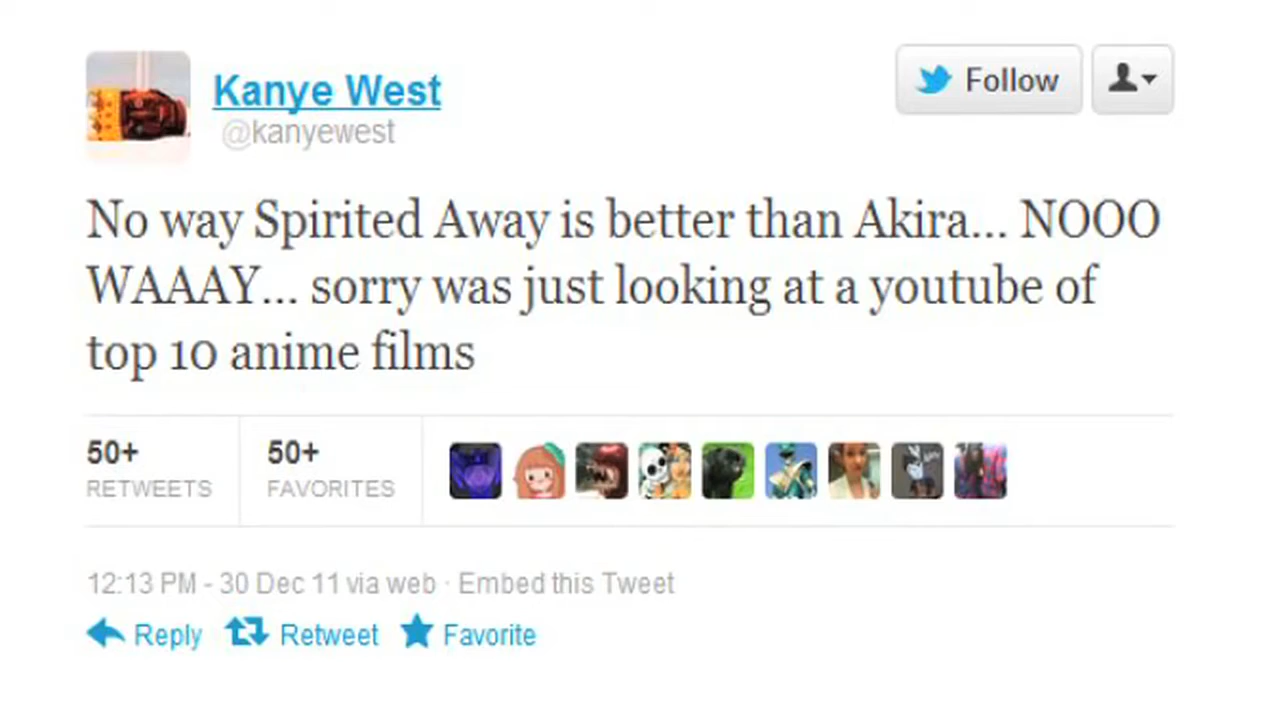 Kanye West
@kanyewest
Follow
No way Spirited Away is better than Akira... NOOO
WAAAY... sorry was just looking at a youtube of
top 10 anime films
50+
RETWEETS
50+
FAVORITES
12:13 PM - 30 Dec 11 via web · Embed this Tweet
Reply Retweet Favorite